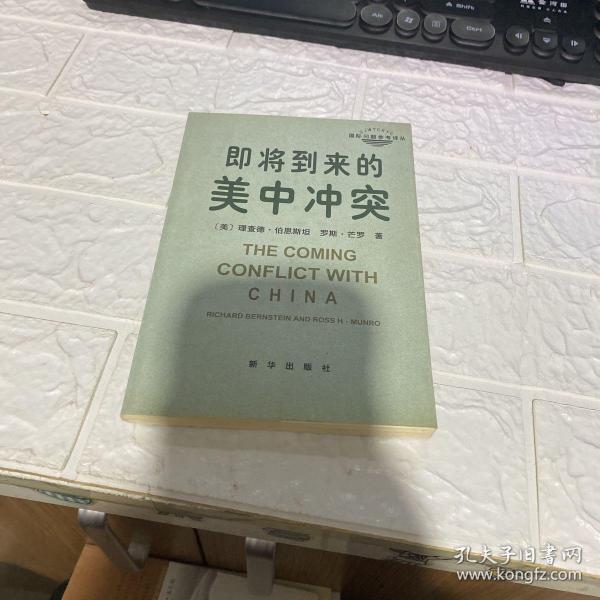 Shift
Alt
Ctrl
国际问题参考译丛
即将到来的
美中冲突
〔美〕理查德·伯恩斯坦 罗斯·芒罗 著
THE COMING
CONFLICT WITH
CHINA
RICHARD BERNSTEIN AND ROSS H·MUNRO
新华出版社
孔夫子旧书网
www.kongfz.com